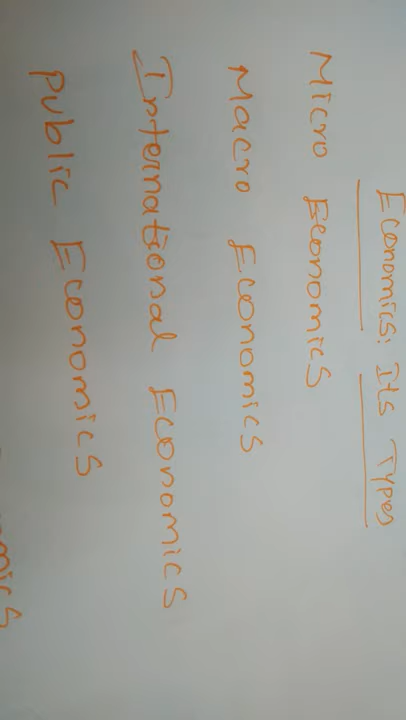 Economics: Its Types
Micro Economics
Macro Economics
International Economics
Public Economics